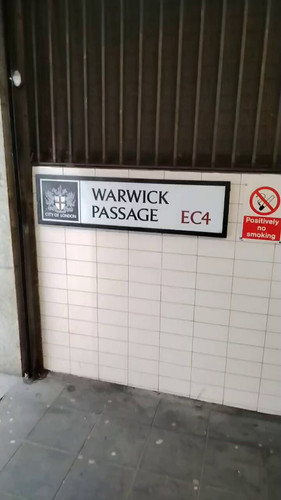 WARWICK
PASSAGE EC4
CITY OF LONDON
Positively
no
smoking